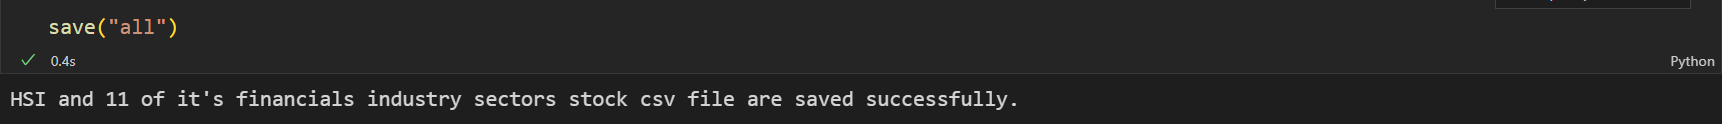 save("all")
0.4s
Python
HSI and 11 of it's financials industry sectors stock csv file are saved successfully.